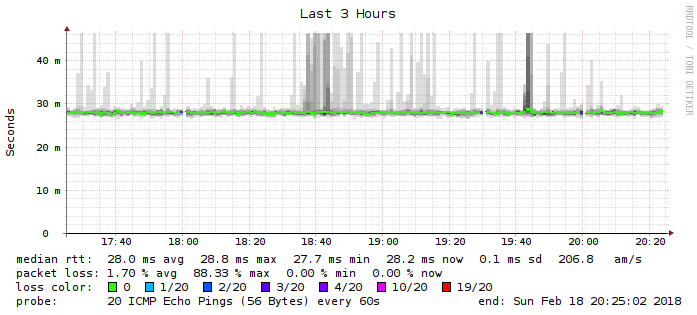 Last 3 Hours
RRDTOOL / TOBI OETIKER
Seconds
40 m
30 m
20 m
10 m
0
17:40 18:00 18:20 18:40 19:00 19:20 19:40 20:00 20:20
median rtt: 28.0 ms avg 28.8 ms max 27.7 ms min 28.2 ms now 0.1 ms sd 206.8 am/s
packet loss: 1.70 % avg 88.33 % max 0.00 % min 0.00 % now
loss color: 0 1/20 2/20 3/20 4/20 10/20 19/20
probe: 20 ICMP Echo Pings (56 Bytes) every 60s end: Sun Feb 18 20:25:02 2018